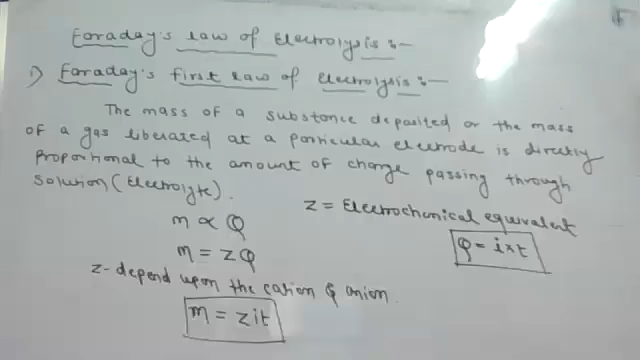 Faraday's law of Electrolysis :-
i) Faraday's first law of electrolysis :-
The mass of a substance deposited or the mass
of a gas liberated at a particular electrode is directly
proportional to the amount of charge passing through
solution (Electrolyte).
m ∝ Q
z = Electrochemical equivalent
m = zQ
Q = i×t
z - depend upon the cation & anion.
m = zit